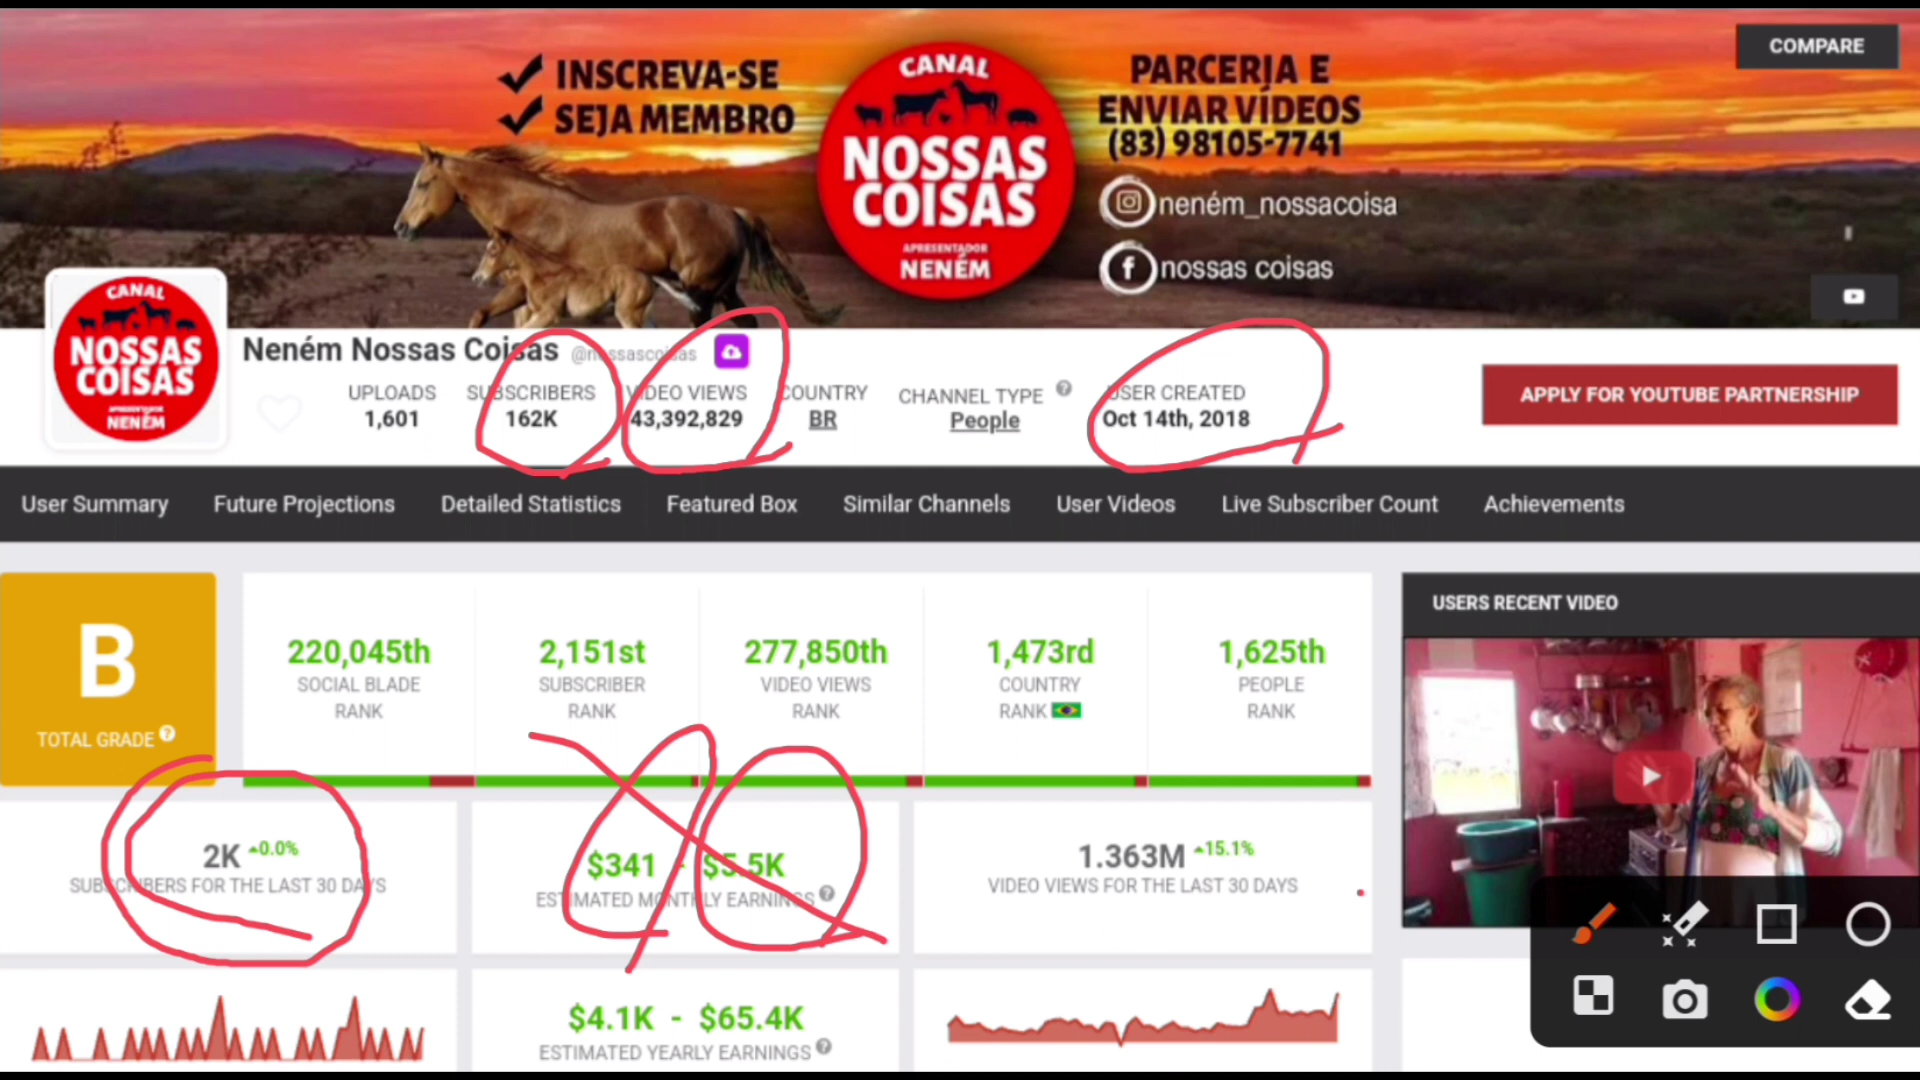 INSCREVA-SE
SEJA MEMBRO
CANAL
NOSSAS
COISAS
APRESENTADOR
NENÉM
PARCERIA E
ENVIAR VÍDEOS
(83) 98105-7741
neném_nossacoisa
nossas coisas
COMPARE
CANAL
NOSSAS
COISAS
APRESENTADOR
NENÉM
Neném Nossas Coisas @nossascoisas
UPLOADS
1,601
SUBSCRIBERS
162K
VIDEO VIEWS
43,392,829
COUNTRY
BR
CHANNEL TYPE
People
USER CREATED
Oct 14th, 2018
APPLY FOR YOUTUBE PARTNERSHIP
User Summary Future Projections Detailed Statistics Featured Box Similar Channels User Videos Live Subscriber Count Achievements
B
TOTAL GRADE
220,045th
SOCIAL BLADE
RANK
2,151st
SUBSCRIBER
RANK
277,850th
VIDEO VIEWS
RANK
1,473rd
COUNTRY
RANK
1,625th
PEOPLE
RANK
USERS RECENT VIDEO
2K 0.0%
SUBSCRIBERS FOR THE LAST 30 DAYS
$341 - $5.5K
ESTIMATED MONTHLY EARNINGS
1.363M 15.1%
VIDEO VIEWS FOR THE LAST 30 DAYS
$4.1K - $65.4K
ESTIMATED YEARLY EARNINGS